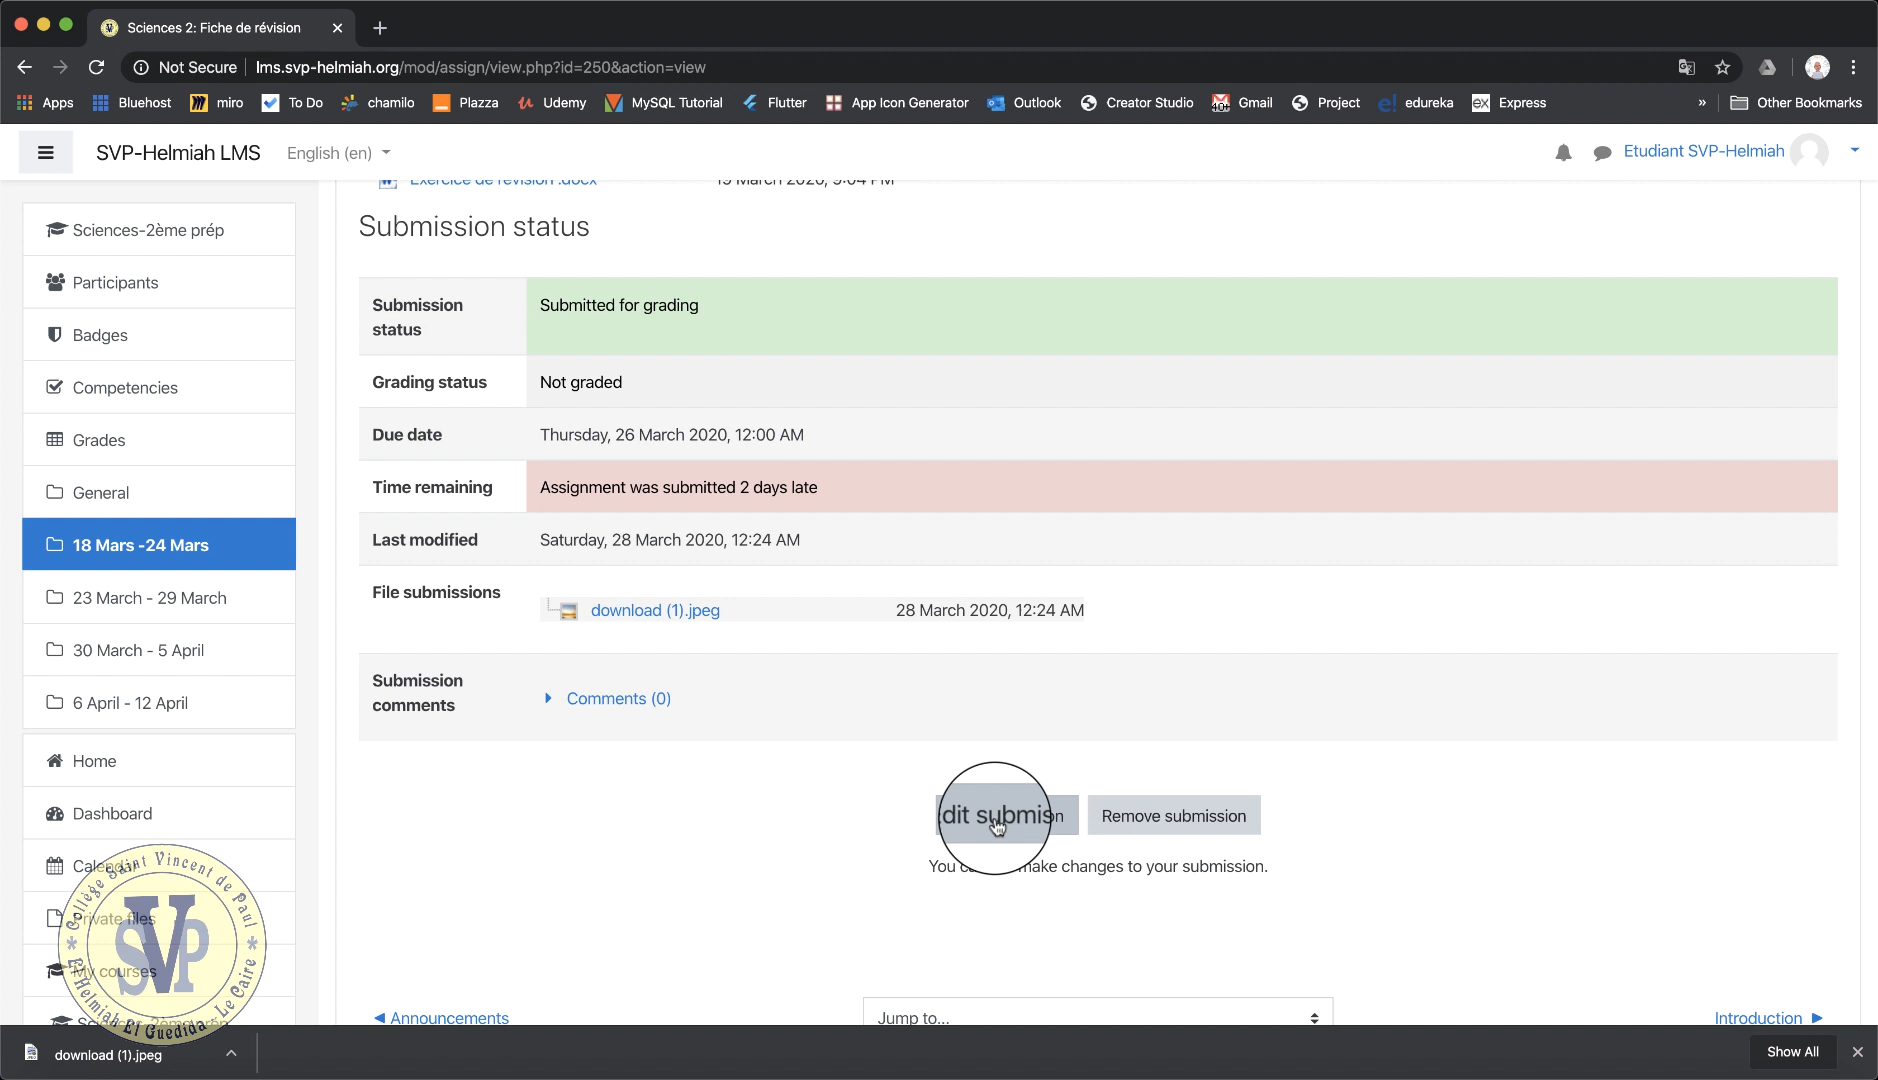 Sciences 2: Fiche de révision
Not Secure
lms.svp-helmiah.org/mod/assign/view.php?id=250&action=view
Apps Bluehost miro To Do chamilo Plazza Udemy MySQL Tutorial Flutter App Icon Generator Outlook Creator Studio Gmail Project edureka Express » Other Bookmarks
SVP-Helmiah LMS English (en) Etudiant SVP-Helmiah
Exercice de révision .docx 19 March 2020, 9:04 PM
Submission status
Sciences-2ème prép
Participants
Badges
Competencies
Grades
General
18 Mars -24 Mars
23 March - 29 March
30 March - 5 April
6 April - 12 April
Home
Dashboard
Calendar
Private files
My courses
Submission status
Submitted for grading
Grading status
Not graded
Due date
Thursday, 26 March 2020, 12:00 AM
Time remaining
Assignment was submitted 2 days late
Last modified
Saturday, 28 March 2020, 12:24 AM
File submissions
download (1).jpeg 28 March 2020, 12:24 AM
Submission comments
Comments (0)
dit submis on
Remove submission
You make changes to your submission.
Announcements
Jump to...
Introduction
Collège Saint Vincent de Paul
SVP
El Helmiah El Guedida - Le Caire
download (1).jpeg
Show All